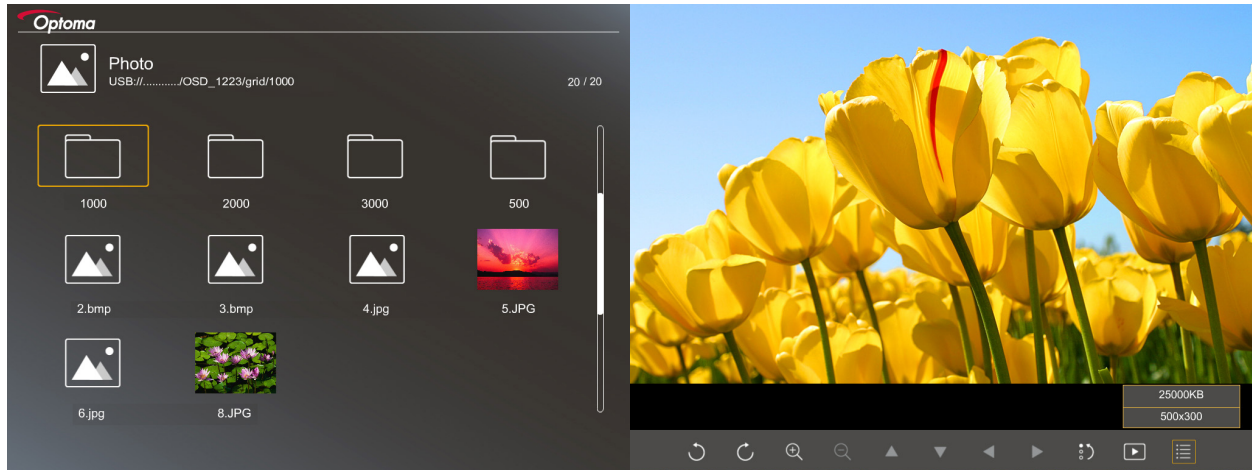 Optoma
Photo
USB://.........../OSD_1223/grid/1000
20 / 20
1000
2000
3000
500
2.bmp
3.bmp
4.jpg
5.JPG
6.jpg
8.JPG
25000KB
500x300